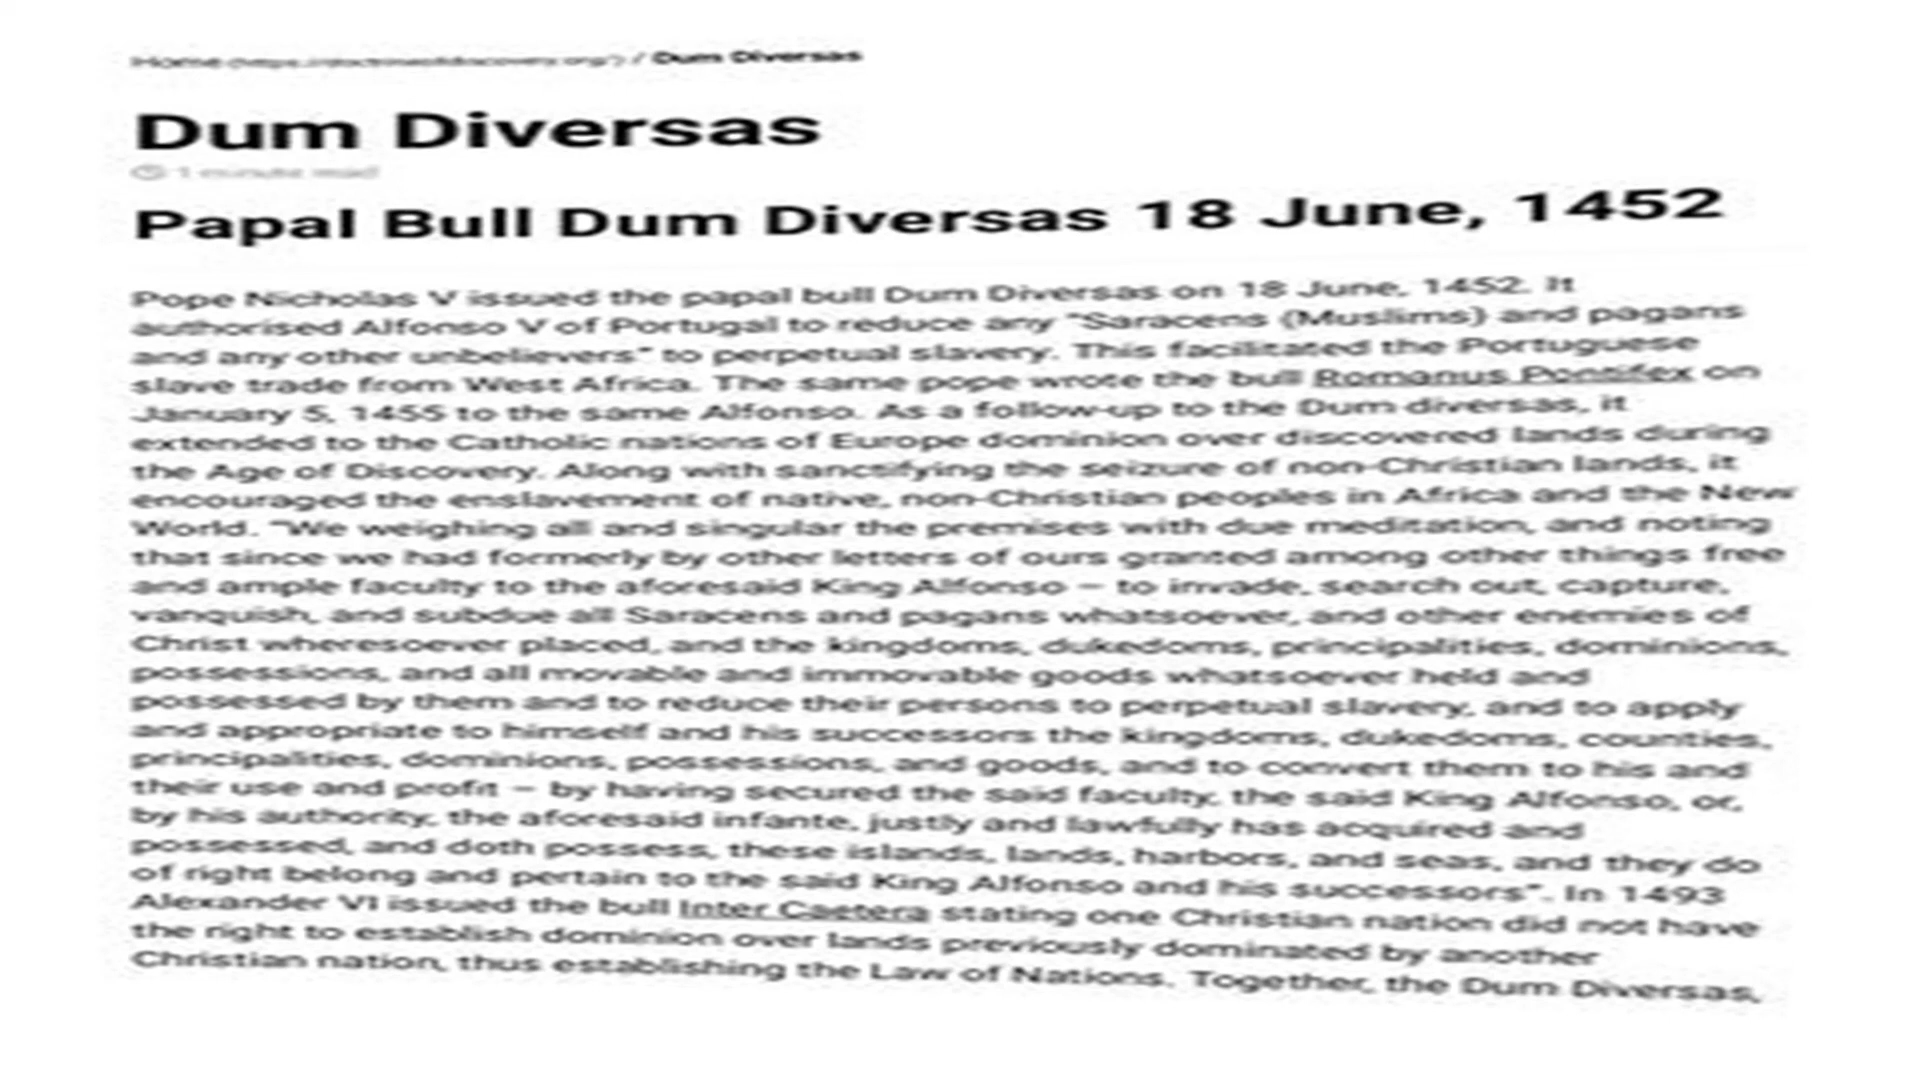 Home (https://doctrineofdiscovery.org/) / Dum Diversas
Dum Diversas
1 minute read
Papal Bull Dum Diversas 18 June, 1452
Pope Nicholas V issued the papal bull Dum Diversas on 18 June, 1452. It
authorised Alfonso V of Portugal to reduce any "Saracens (Muslims) and pagans
and any other unbelievers" to perpetual slavery. This facilitated the Portuguese
slave trade from West Africa. The same pope wrote the bull Romanus Pontifex on
January 5, 1455 to the same Alfonso. As a follow-up to the Dum diversas, it
extended to the Catholic nations of Europe dominion over discovered lands during
the Age of Discovery. Along with sanctifying the seizure of non-Christian lands, it
encouraged the enslavement of native, non-Christian peoples in Africa and the New
World. "We weighing all and singular the premises with due meditation, and noting
that since we had formerly by other letters of ours granted among other things free
and ample faculty to the aforesaid King Alfonso – to invade, search out, capture,
vanquish, and subdue all Saracens and pagans whatsoever, and other enemies of
Christ wheresoever placed, and the kingdoms, dukedoms, principalities, dominions,
possessions, and all movable and immovable goods whatsoever held and
possessed by them and to reduce their persons to perpetual slavery, and to apply
and appropriate to himself and his successors the kingdoms, dukedoms, counties,
principalities, dominions, possessions, and goods, and to convert them to his and
their use and profit – by having secured the said faculty, the said King Alfonso, or,
by his authority, the aforesaid infante, justly and lawfully has acquired and
possessed, and doth possess, these islands, lands, harbors, and seas, and they do
of right belong and pertain to the said King Alfonso and his successors". In 1493
Alexander VI issued the bull Inter Caetera stating one Christian nation did not have
the right to establish dominion over lands previously dominated by another
Christian nation, thus establishing the Law of Nations. Together, the Dum Diversas,